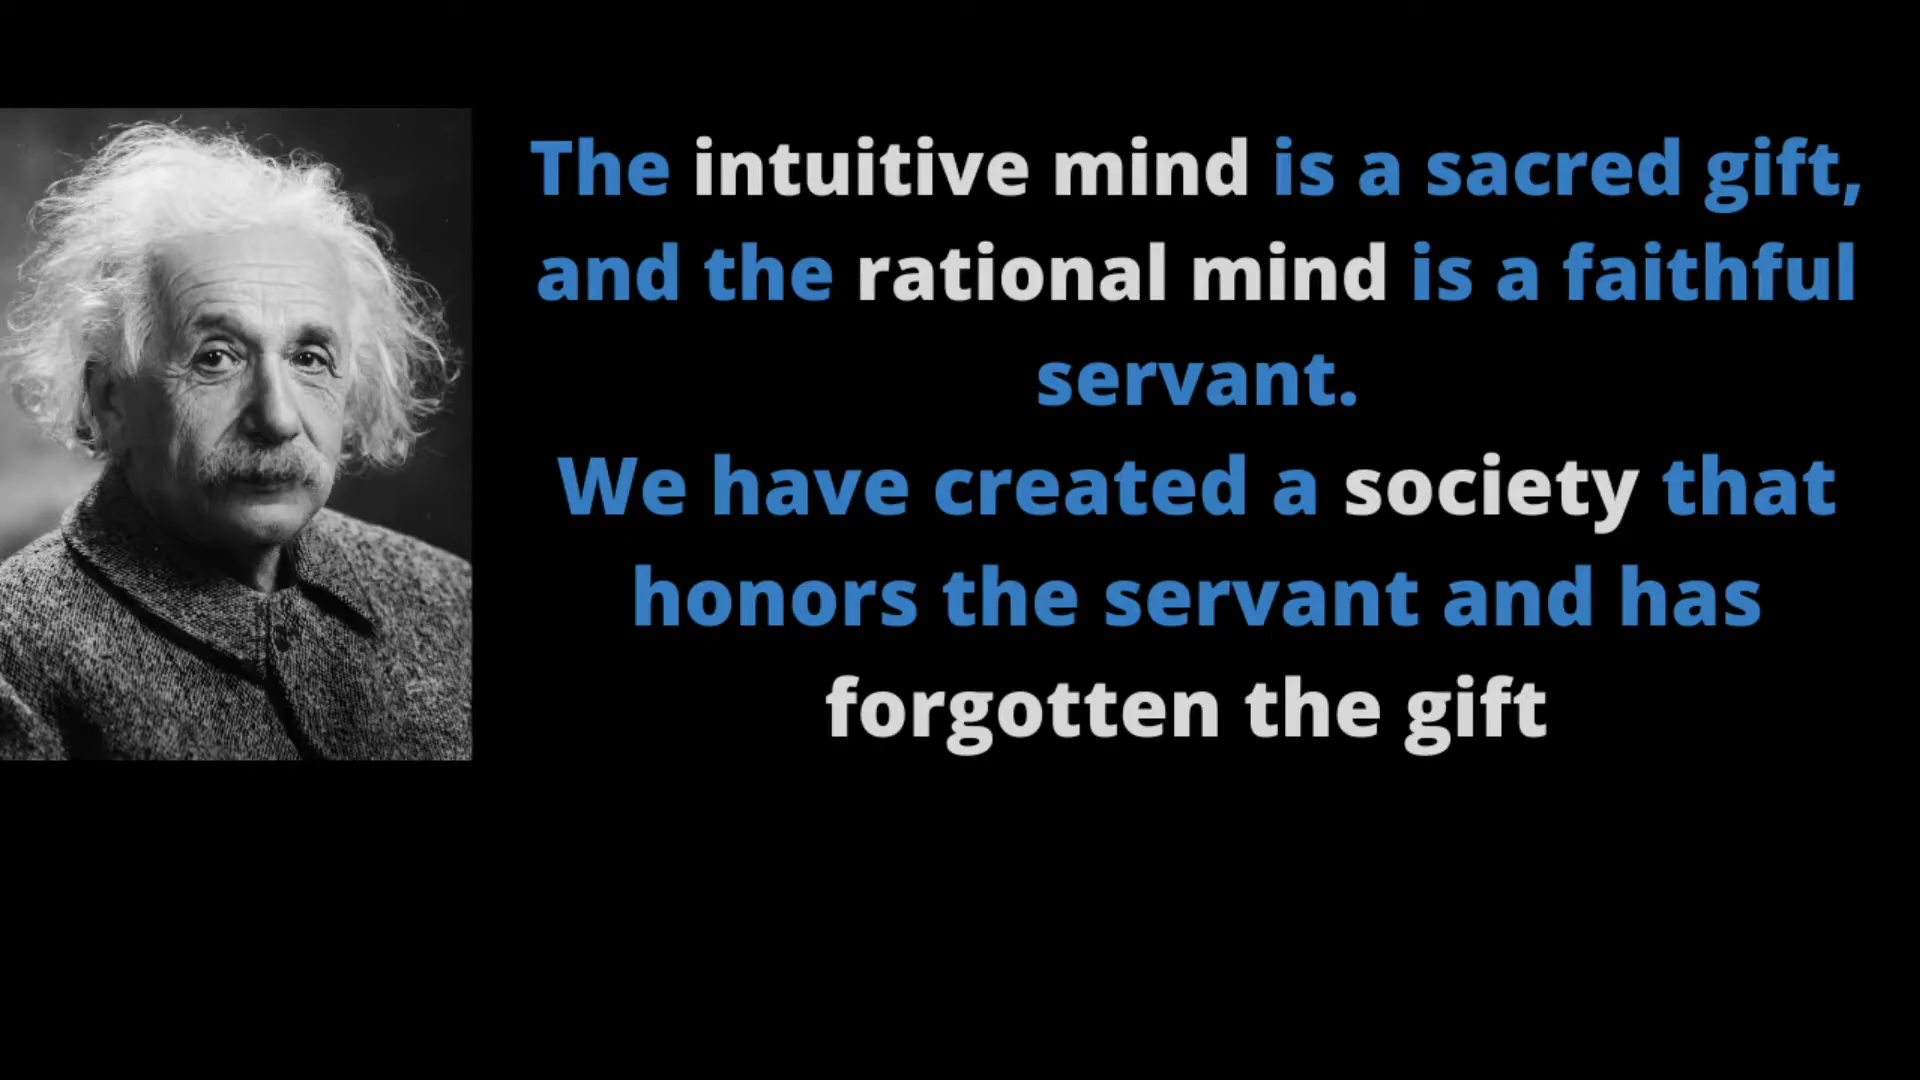 The intuitive mind is a sacred gift,
and the rational mind is a faithful
servant.
We have created a society that
honors the servant and has
forgotten the gift